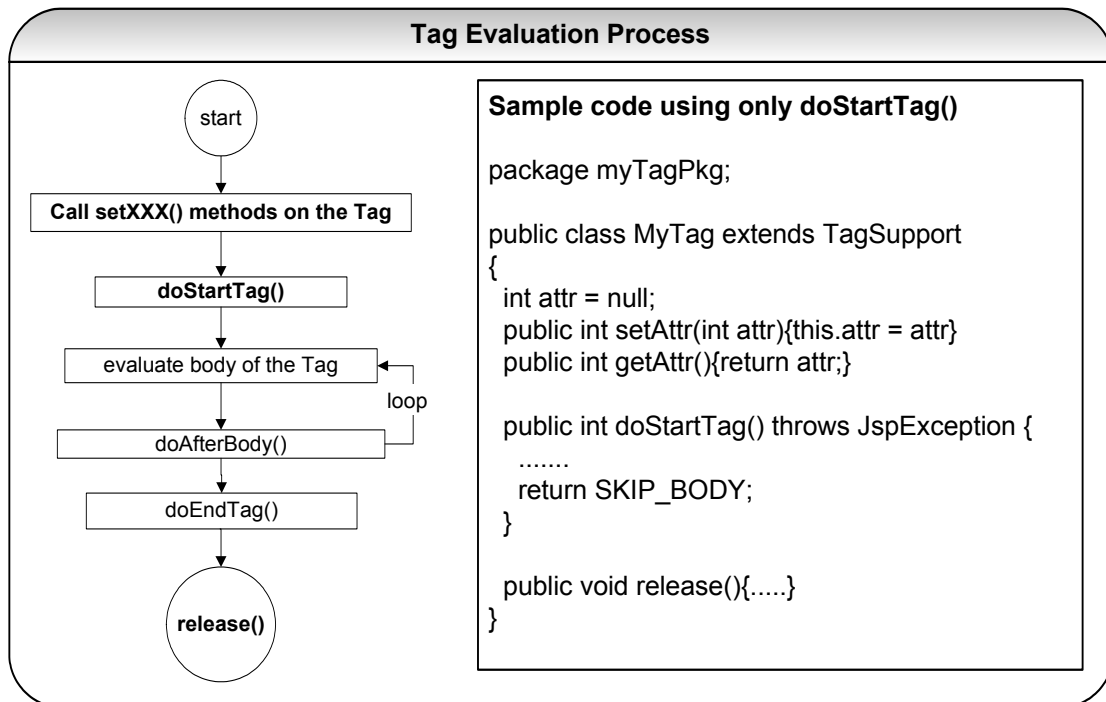 Tag Evaluation Process
start
Call setXXX() methods on the Tag
doStartTag()
evaluate body of the Tag
loop
doAfterBody()
doEndTag()
release()
Sample code using only doStartTag()
package myTagPkg;
public class MyTag extends TagSupport
{
int attr = null;
public int setAttr(int attr){this.attr = attr}
public int getAttr(){return attr;}
public int doStartTag() throws JspException {
.......
return SKIP_BODY;
}
public void release(){.....}
}